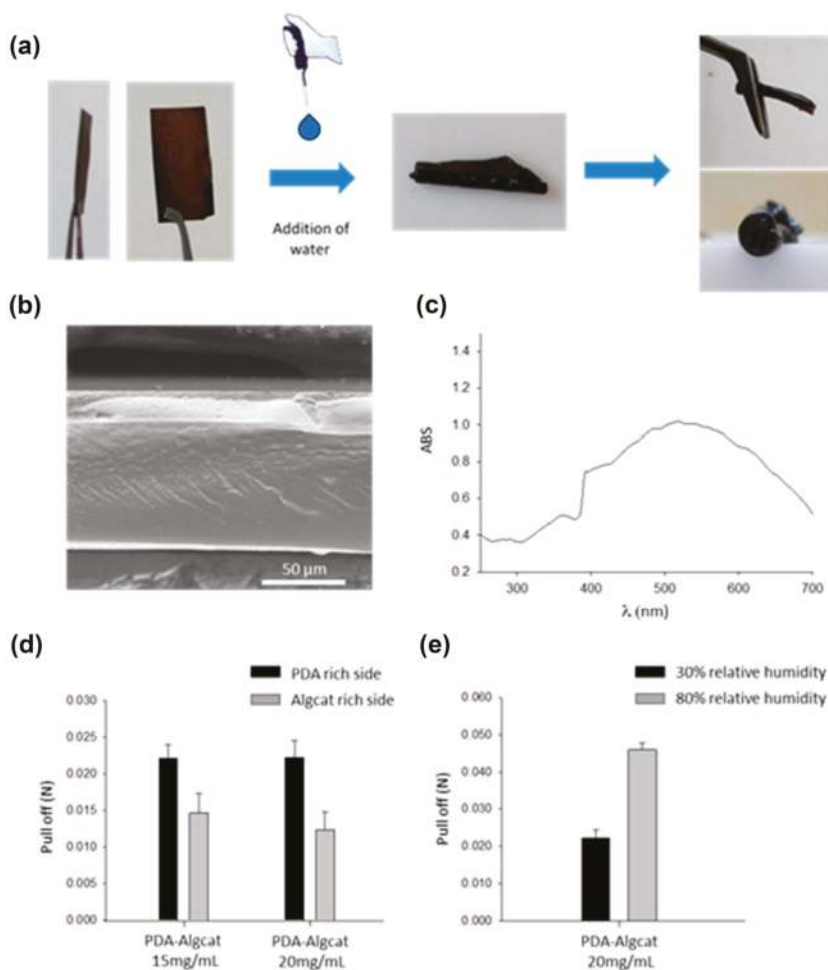 (a)
Addition of
water
(b)
50 μm
(c)
1.4
1.2
1.0
0.8
0.6
0.4
0.2
ABS
300
400
500
600
700
λ (nm)
(d)
PDA rich side
Algcat rich side
0.030
0.025
0.020
0.015
0.010
0.005
0.000
Pull off (N)
PDA-Algcat
15mg/mL
PDA-Algcat
20mg/mL
(e)
30% relative humidity
80% relative humidity
0.060
0.050
0.040
0.030
0.020
0.010
0.000
Pull off (N)
PDA-Algcat
20mg/mL